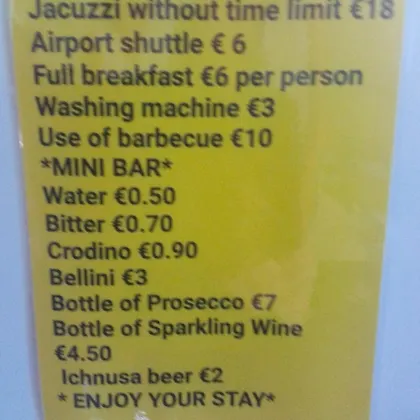 Jacuzzi without time limit €18
Airport shuttle € 6
Full breakfast €6 per person
Washing machine €3
Use of barbecue €10
*MINI BAR*
Water €0.50
Bitter €0.70
Crodino €0.90
Bellini €3
Bottle of Prosecco €7
Bottle of Sparkling Wine
€4.50
Ichnusa beer €2
* ENJOY YOUR STAY*